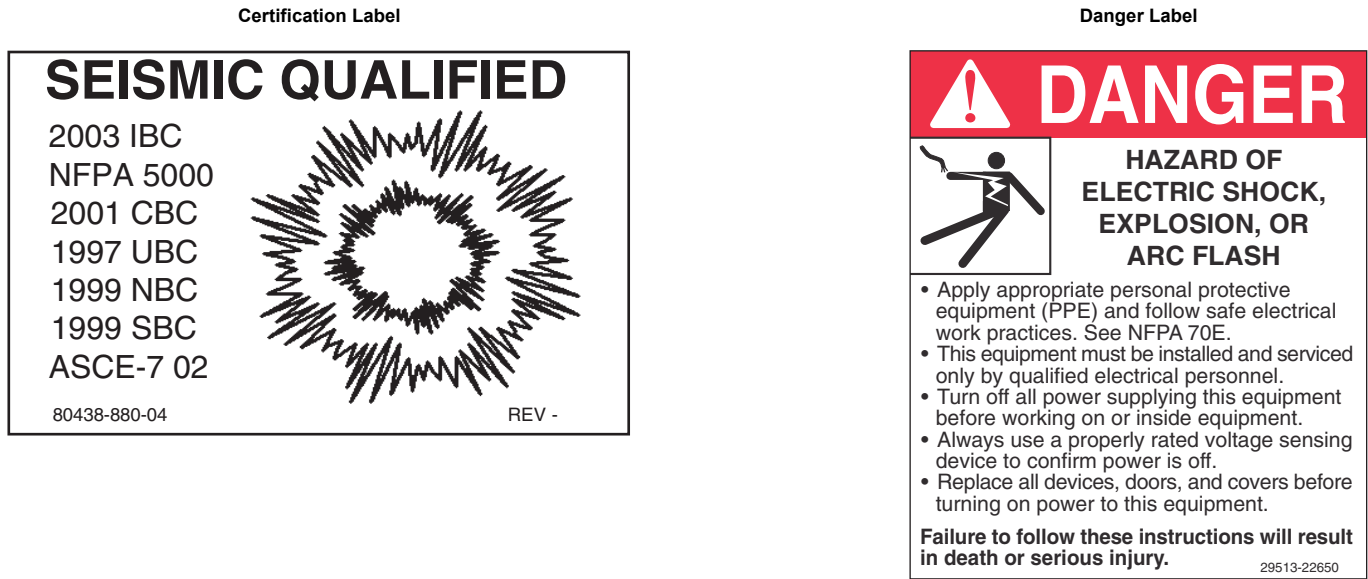 Certification Label
SEISMIC QUALIFIED
2003 IBC
NFPA 5000
2001 CBC
1997 UBC
1999 NBC
1999 SBC
ASCE-7 02
80438-880-04 REV -
Danger Label
DANGER
HAZARD OF
ELECTRIC SHOCK,
EXPLOSION, OR
ARC FLASH
• Apply appropriate personal protective
equipment (PPE) and follow safe electrical
work practices. See NFPA 70E.
• This equipment must be installed and serviced
only by qualified electrical personnel.
• Turn off all power supplying this equipment
before working on or inside equipment.
• Always use a properly rated voltage sensing
device to confirm power is off.
• Replace all devices, doors, and covers before
turning on power to this equipment.
Failure to follow these instructions will result
in death or serious injury.
29513-22650